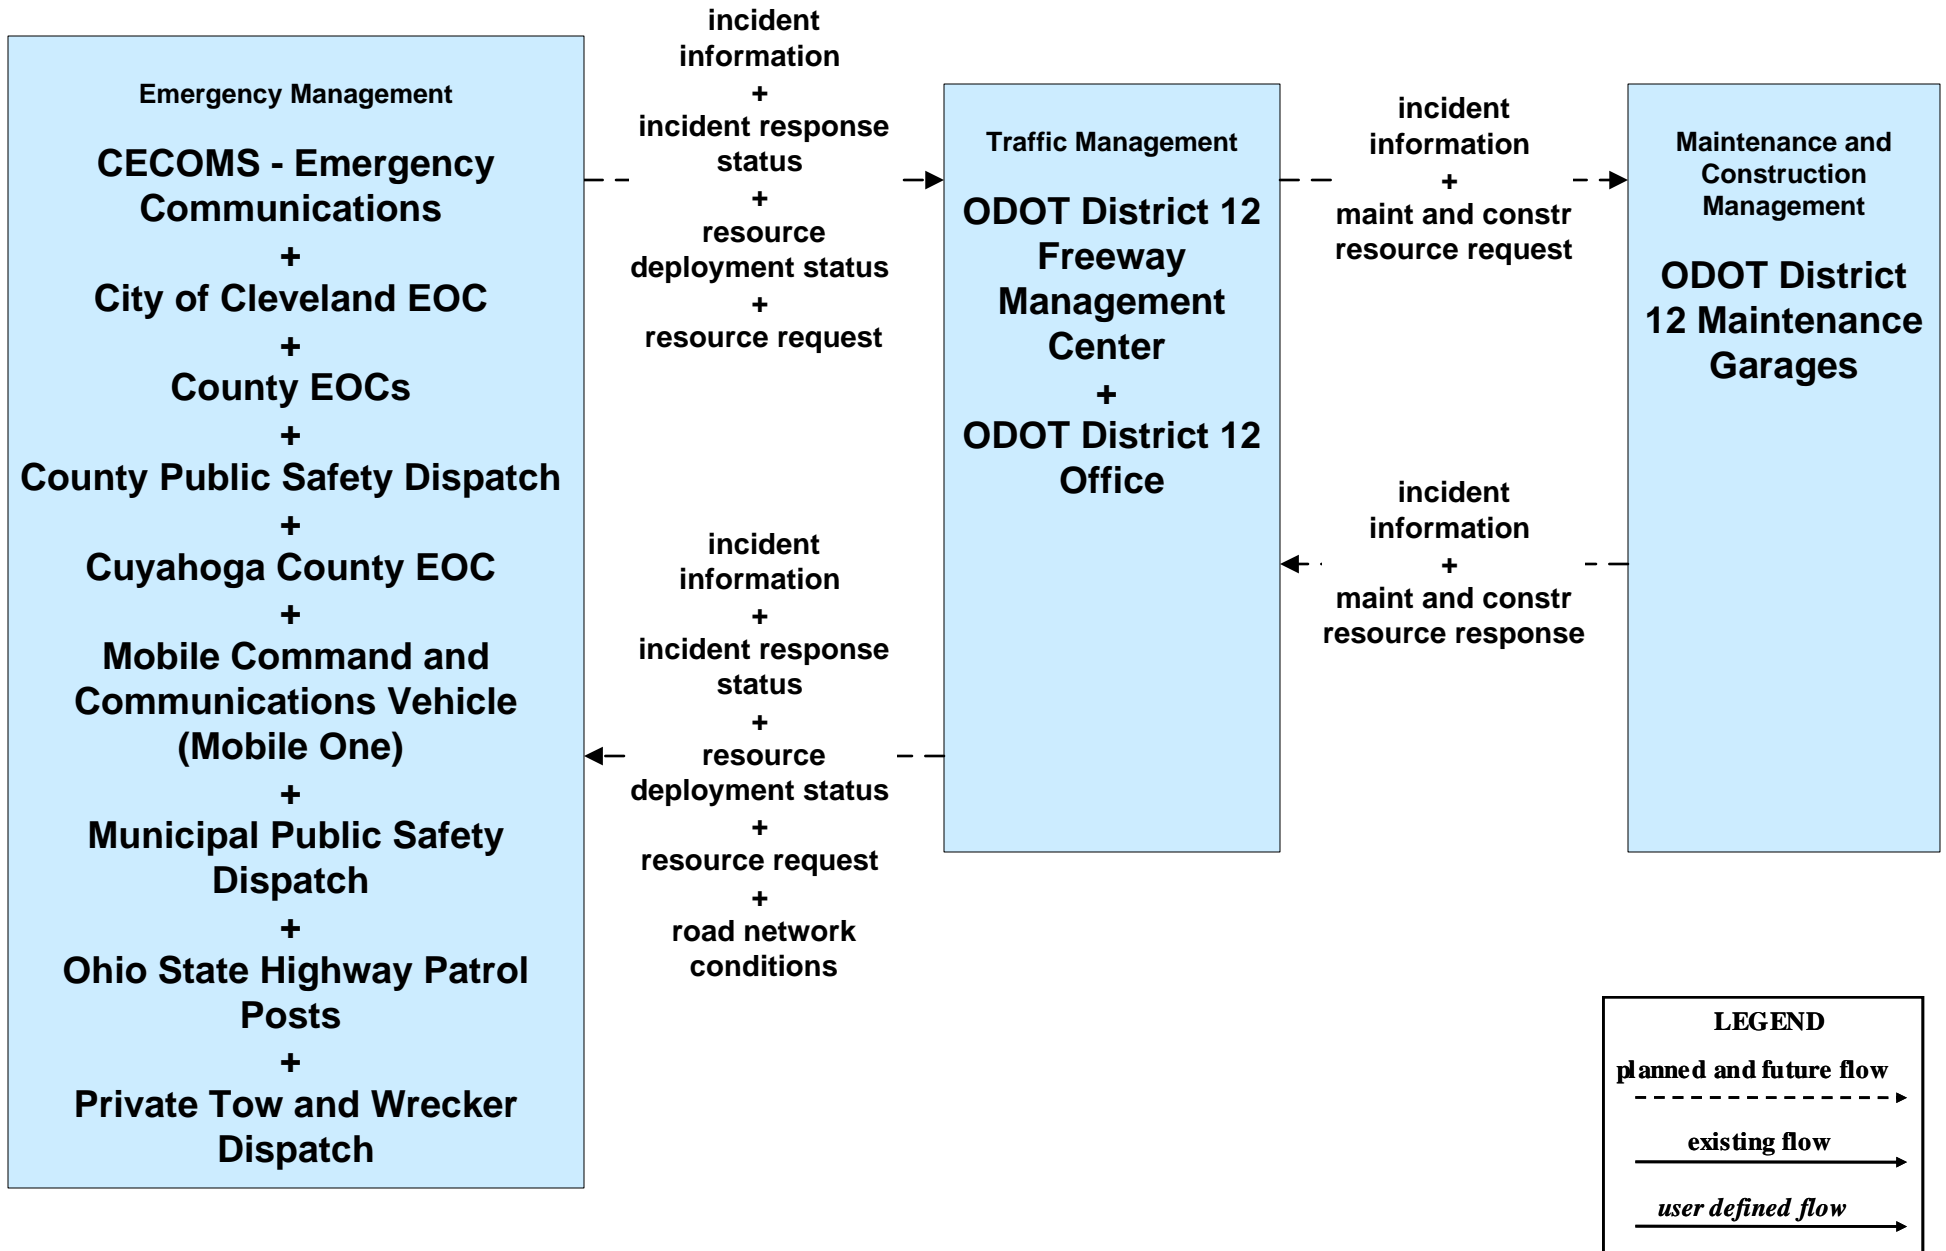 Emergency Management
CECOMS - Emergency
Communications
+
City of Cleveland EOC
+
County EOCs
+
County Public Safety Dispatch
+
Cuyahoga County EOC
+
Mobile Command and
Communications Vehicle
(Mobile One)
+
Municipal Public Safety
Dispatch
+
Ohio State Highway Patrol
Posts
+
Private Tow and Wrecker
Dispatch
incident
information
+
incident response
status
+
resource
deployment status
+
resource request
incident
information
+
incident response
status
+
resource
deployment status
+
resource request
+
road network
conditions
Traffic Management
ODOT District 12
Freeway
Management
Center
+
ODOT District 12
Office
incident
information
+
maint and constr
resource request
incident
information
+
maint and constr
resource response
Maintenance and
Construction
Management
ODOT District
12 Maintenance
Garages
LEGEND
planned and future flow
existing flow
user defined flow